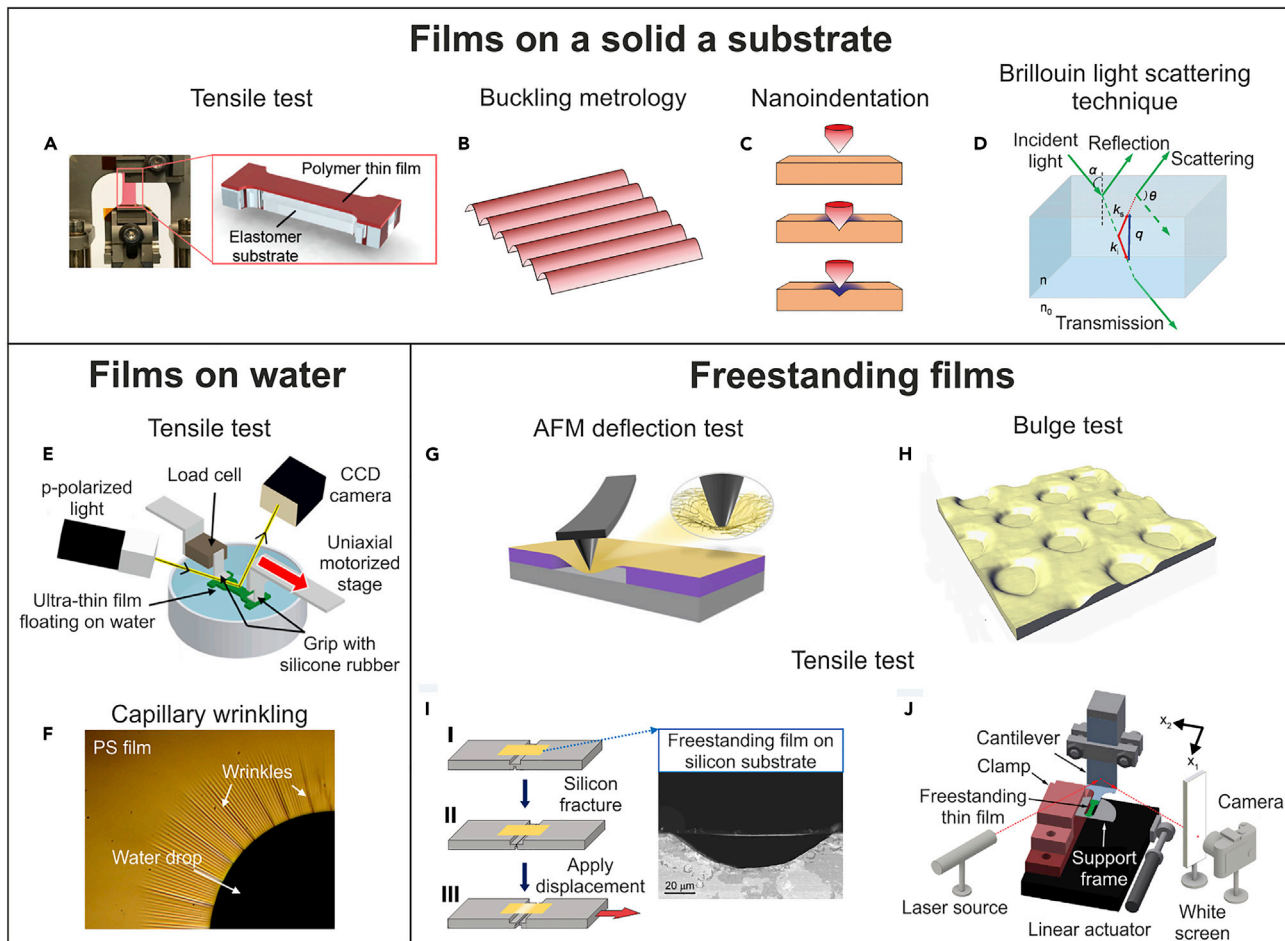 Films on a solid a substrate
Tensile test
A
Polymer thin film
Elastomer
substrate
Buckling metrology
B
Nanoindentation
C
Brillouin light scattering
technique
D
Incident
light
Reflection
Scattering
α
θ
kₛ
q
kᵢ
n
n₀
Transmission
Films on water
Tensile test
E
p-polarized
light
Load cell
CCD
camera
Uniaxial
motorized
stage
Ultra-thin film
floating on water
Grip with
silicone rubber
Capillary wrinkling
F
PS film
Wrinkles
Water drop
Freestanding films
AFM deflection test
G
Bulge test
H
Tensile test
I
I
Silicon
fracture
II
Apply
displacement
III
Freestanding film on
silicon substrate
20 μm
J
x₂
x₁
Cantilever
Clamp
Freestanding
thin film
Camera
Support
frame
Laser source
Linear actuator
White
screen